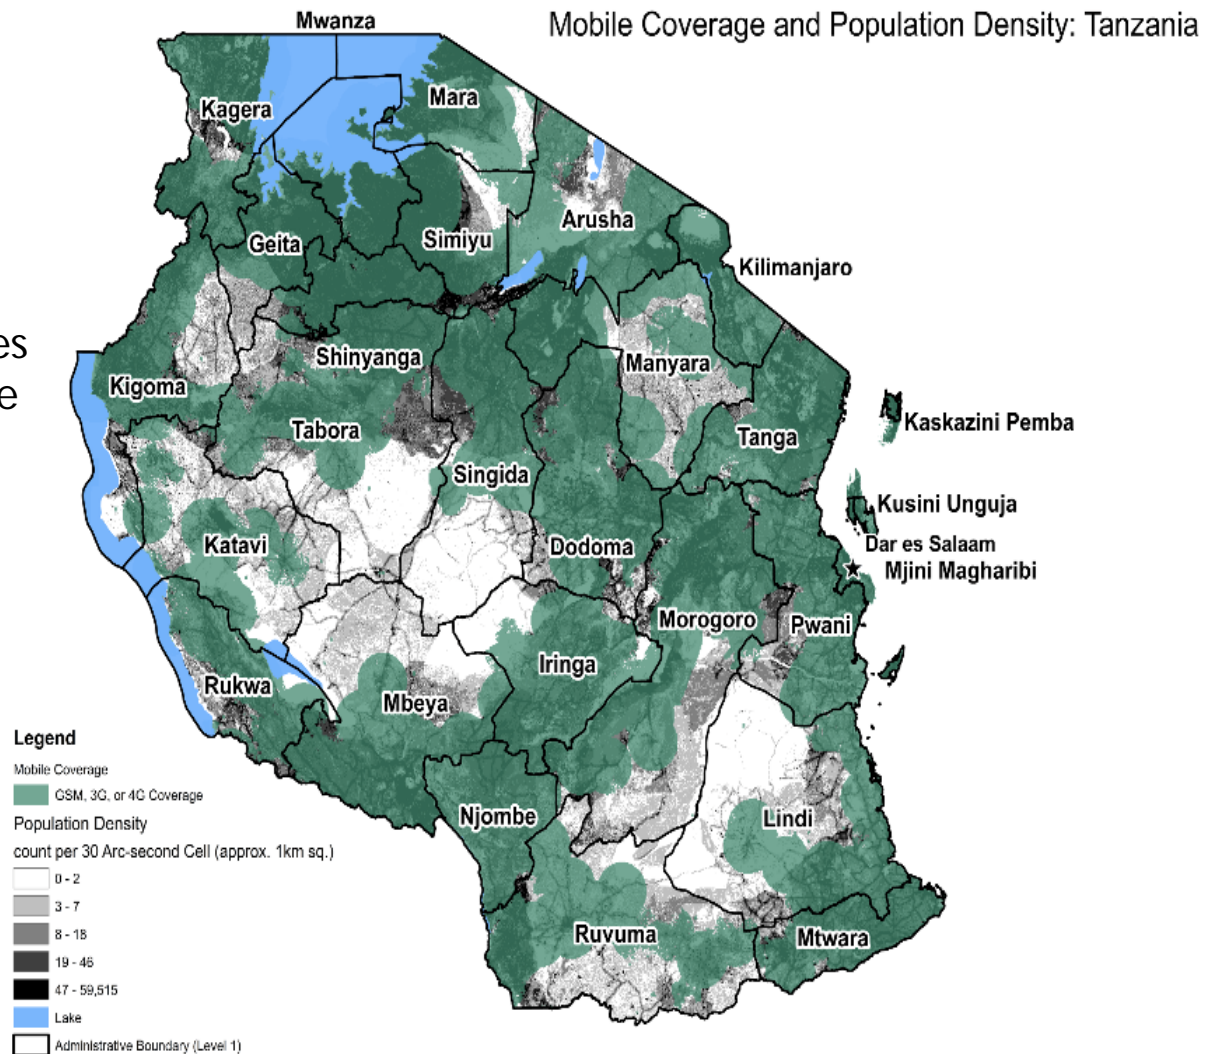 Mobile Coverage and Population Density: Tanzania
Mwanza
Mara
Kagera
Arusha
Simiyu
Geita
Kilimanjaro
es
e
Shinyanga
Manyara
Kigoma
Kaskazini Pemba
Tabora
Tanga
Singida
Kusini Unguja
Katavi
Dodoma
Dar es Salaam
Mjini Magharibi
Morogoro
Pwani
Iringa
Rukwa
Mbeya
Njombe
Lindi
Ruvuma
Mtwara
Legend
Mobile Coverage
GSM, 3G, or 4G Coverage
Population Density
count per 30 Arc-second Cell (approx. 1km sq.)
0 - 2
3 - 7
8 - 18
19 - 46
47 - 59,515
Lake
Administrative Boundary (Level 1)